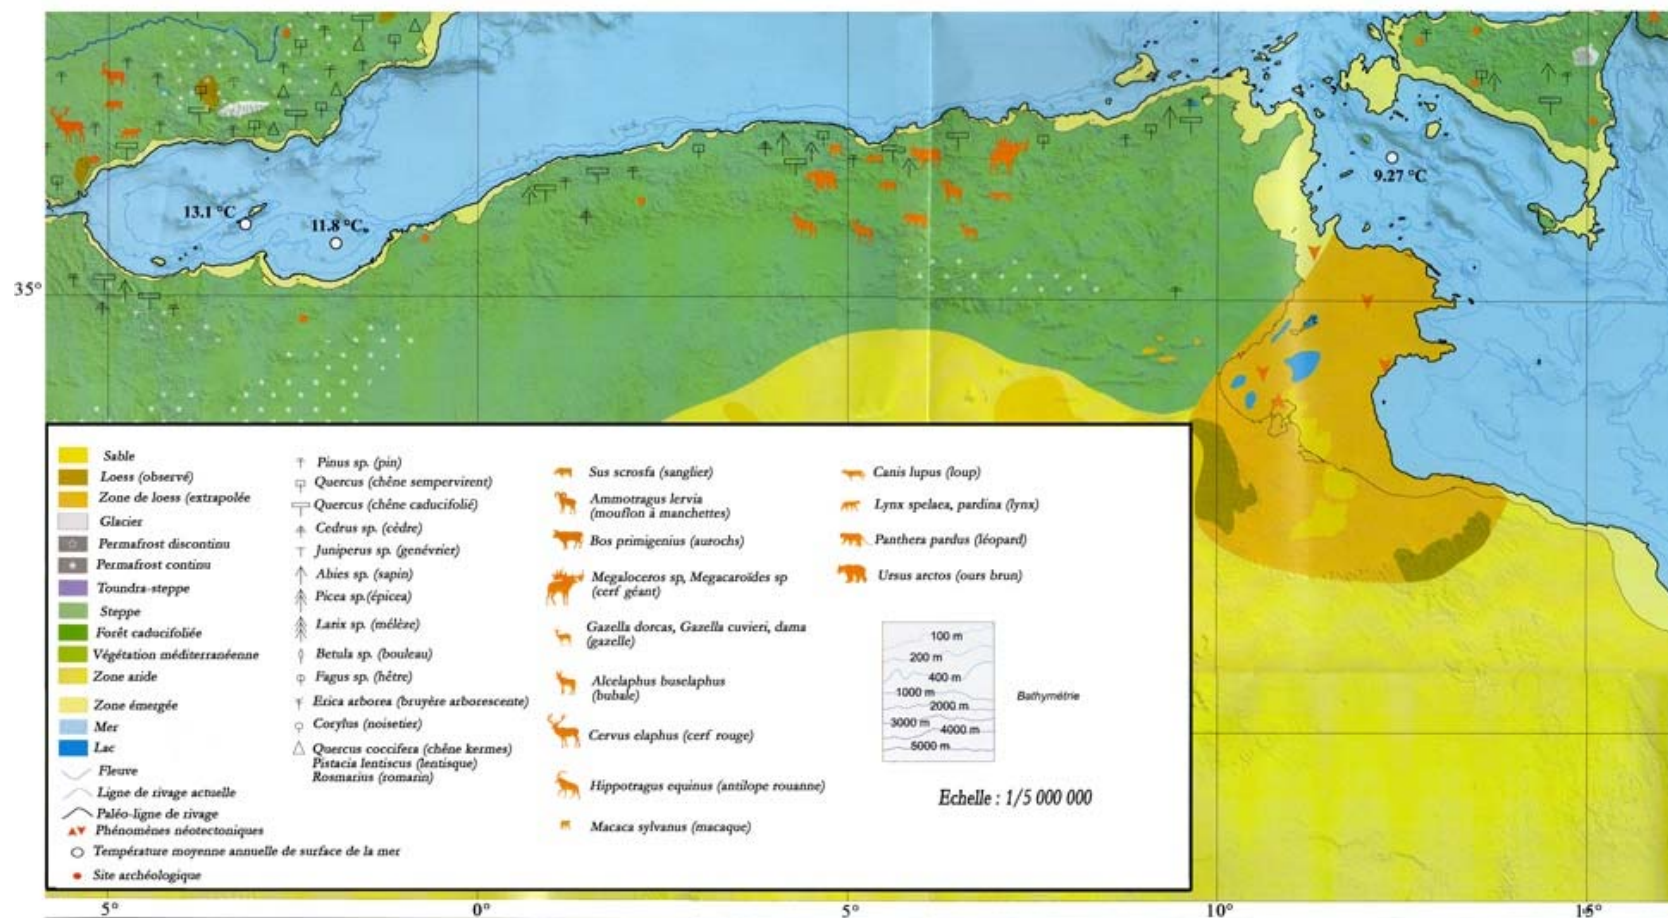 13.1 °C
11.8 °C
9.27 °C
35°
Sable
Loess (observé)
Zone de loess (extrapolée
Glacier
Permafrost discontinu
Permafrost continu
Toundra-steppe
Steppe
Forêt caducifoliée
Végétation méditerranéenne
Zone aride
Zone émergée
Mer
Lac
Fleuve
Ligne de rivage actuelle
Paléo-ligne de rivage
Phénomènes néotectoniques
Température moyenne annuelle de surface de la mer
Site archéologique
Pinus sp. (pin)
Quercus (chêne sempervirent)
Quercus (chêne caducifolié)
Cedrus sp. (cèdre)
Juniperus sp. (genévrier)
Abies sp. (sapin)
Picea sp.(épicea)
Larix sp. (mélèze)
Betula sp. (bouleau)
Fagus sp. (hêtre)
Erica arborea (bruyère arborescente)
Corylus (noisetier)
Quercus coccifera (chêne kermes)
Pistacia lentiscus (lentisque)
Rosmarius (romarin)
Sus scrosfa (sanglier)
Ammotragus lervia
(mouflon à manchettes)
Bos primigenius (aurochs)
Megaloceros sp, Megacaroïdes sp
(cerf géant)
Gazella dorcas, Gazella cuvieri, dama
(gazelle)
Alcelaphus buselaphus
(bubale)
Cervus elaphus (cerf rouge)
Hippotragus equinus (antilope rouanne)
Macaca sylvanus (macaque)
Canis lupus (loup)
Lynx spelaea, pardina (lynx)
Panthera pardus (léopard)
Ursus arctos (ours brun)
100 m
200 m
400 m
1000 m
2000 m
3000 m
4000 m
5000 m
Bathymétrie
Echelle : 1/5 000 000
5° 0° 5° 10° 15°